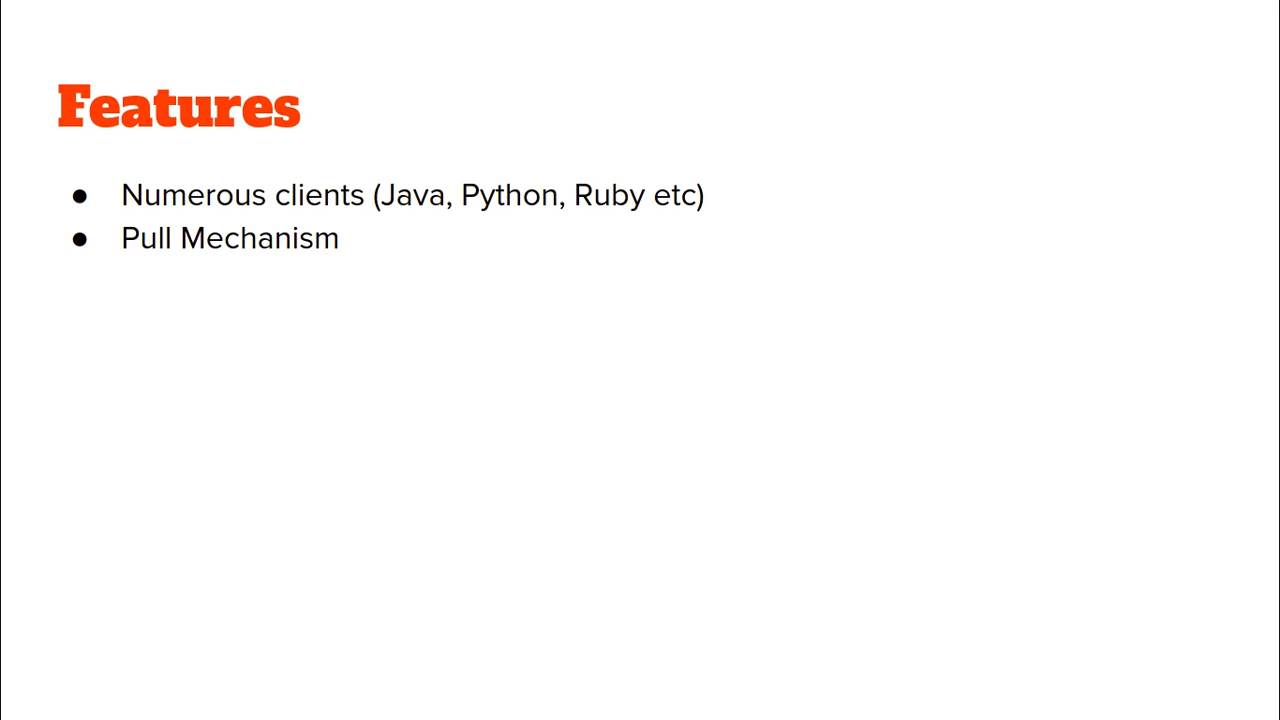 Features
● Numerous clients (Java, Python, Ruby etc)
● Pull Mechanism